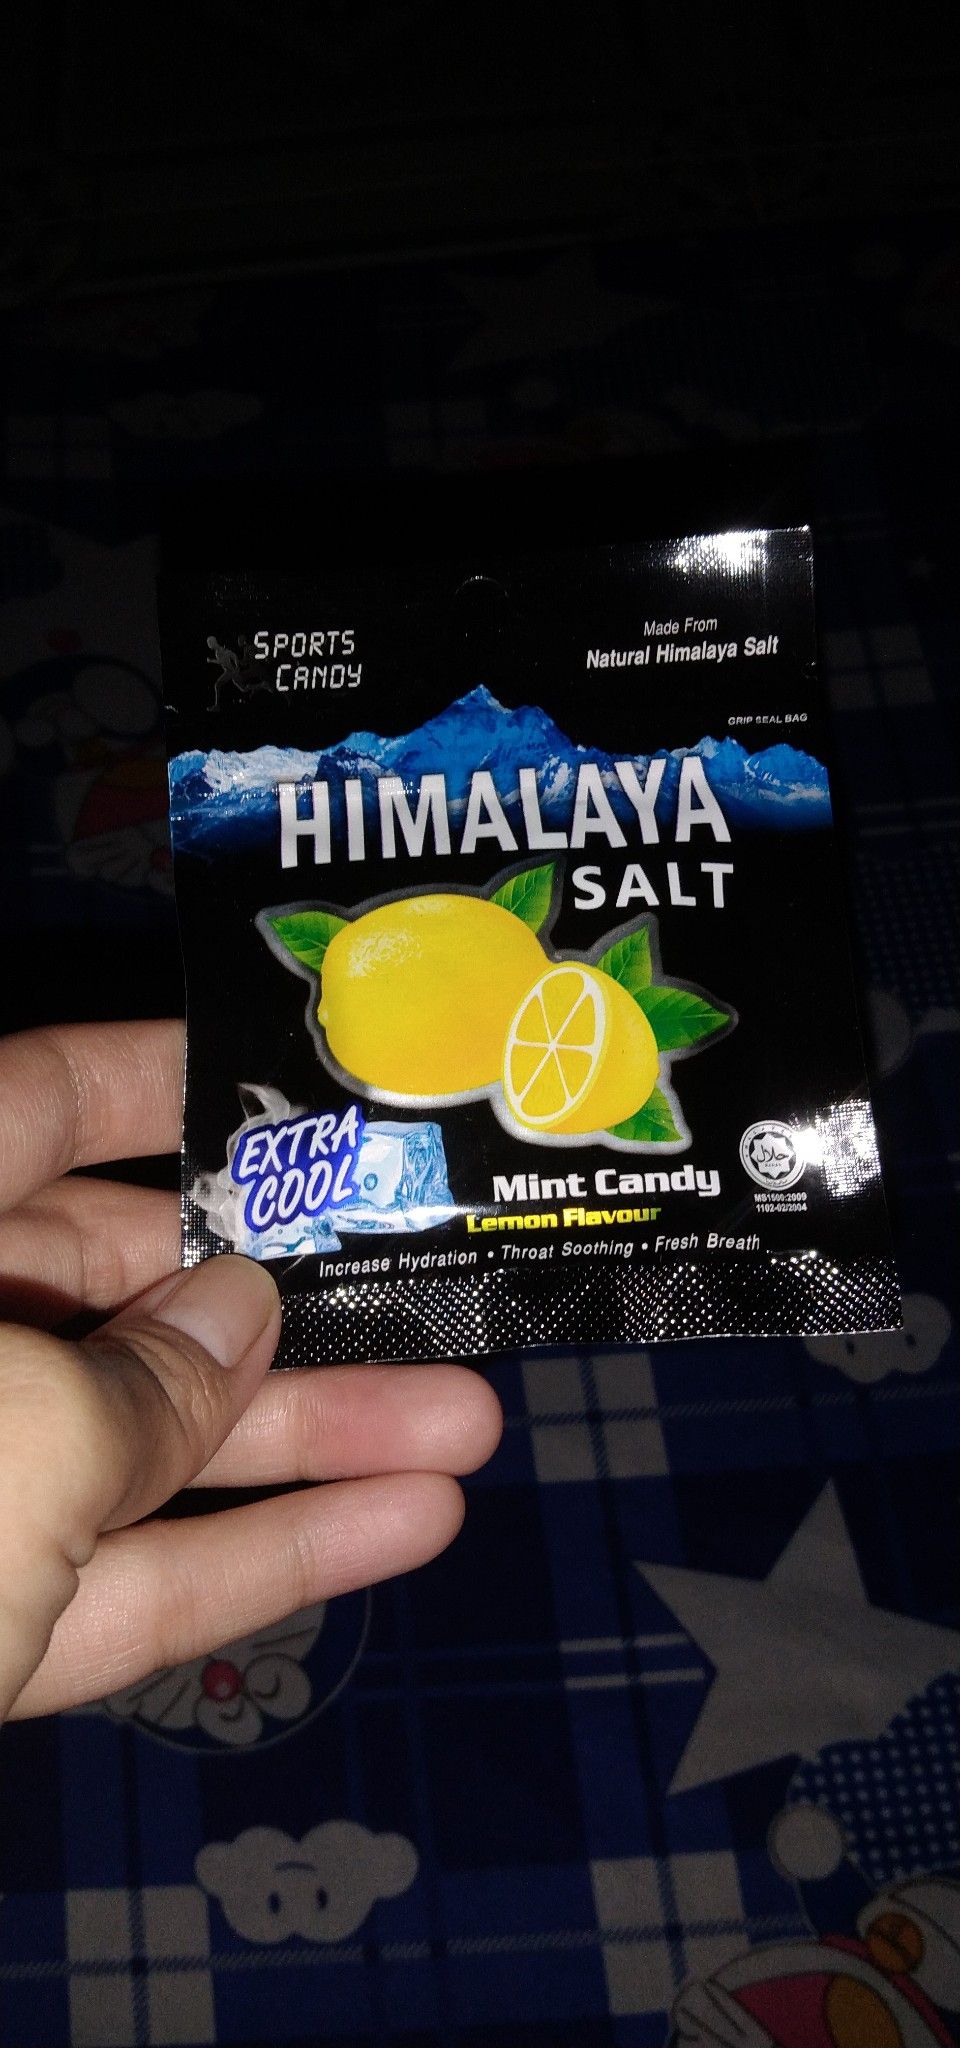 SPORTS
CANDY
Made From
Natural Himalaya Salt
GRIP SEAL BAG
HIMALAYA
SALT
EXTRA
COOL
Mint Candy
Lemon Flavour
Increase Hydration • Throat Soothing • Fresh Breath
حلال
MS1500:2009
1102-02/2004